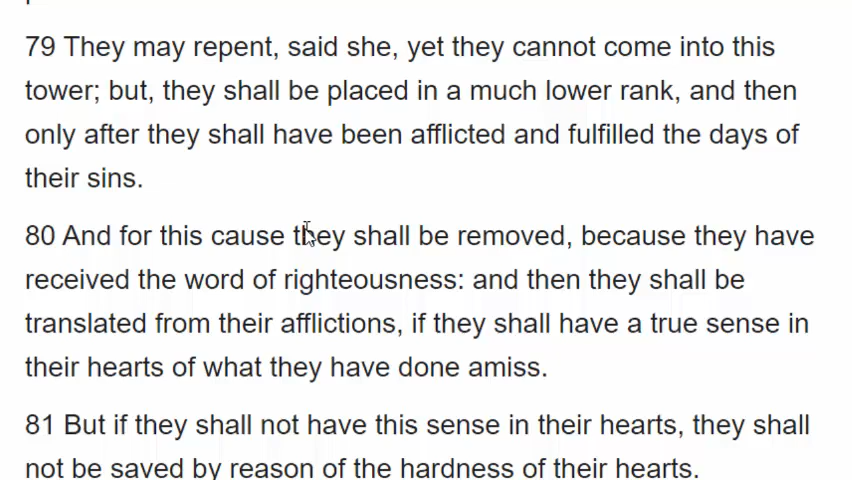 79 They may repent, said she, yet they cannot come into this
tower; but, they shall be placed in a much lower rank, and then
only after they shall have been afflicted and fulfilled the days of
their sins.
80 And for this cause they shall be removed, because they have
received the word of righteousness: and then they shall be
translated from their afflictions, if they shall have a true sense in
their hearts of what they have done amiss.
81 But if they shall not have this sense in their hearts, they shall
not be saved by reason of the hardness of their hearts.